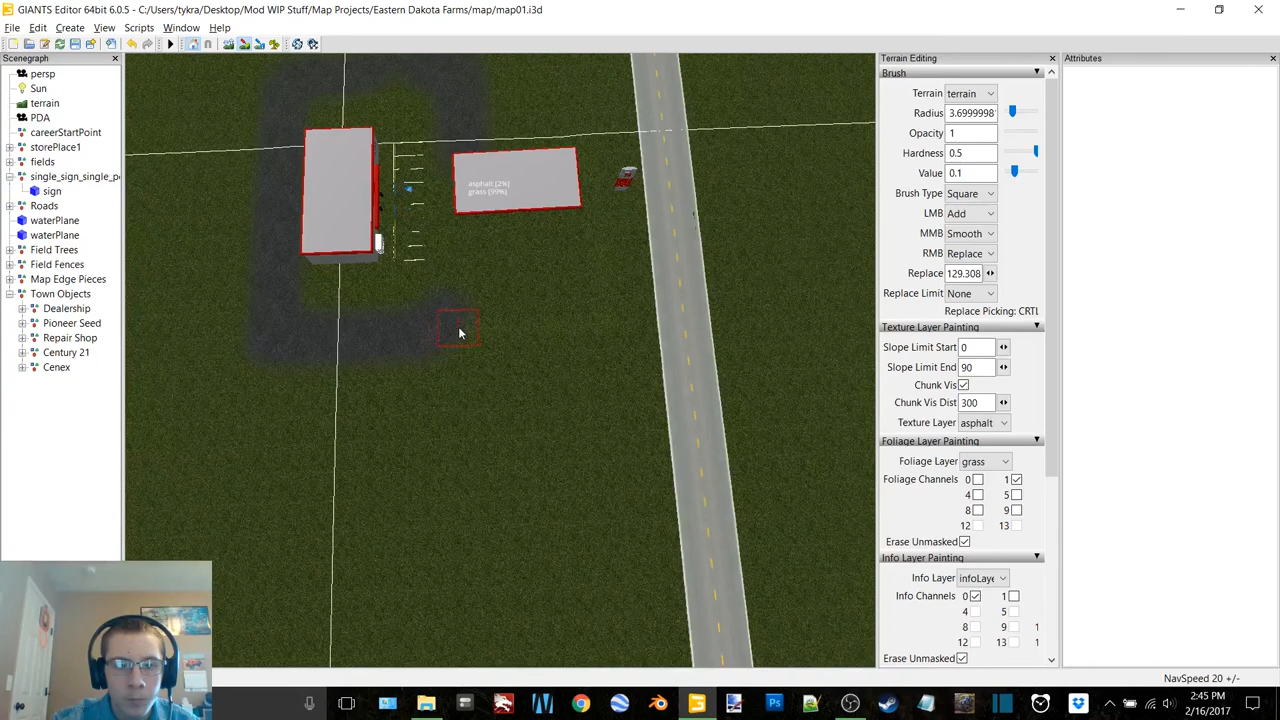 GIANTS Editor 64bit 6.0.5 - C:/Users/tykra/Desktop/Mod WIP Stuff/Map Projects/Eastern Dakota Farms/map/map01.i3d
File Edit Create View Scripts Window Help
Scenegraph
persp
Sun
terrain
PDA
careerStartPoint
storePlace1
fields
single_sign_single_p
sign
Roads
waterPlane
waterPlane
Field Trees
Field Fences
Map Edge Pieces
Town Objects
Dealership
Pioneer Seed
Repair Shop
Century 21
Cenex
asphalt [2%]
grass [99%]
Terrain Editing
Brush
Terrain terrain
Radius 3.6999998
Opacity 1
Hardness 0.5
Value 0.1
Brush Type Square
LMB Add
MMB Smooth
RMB Replace
Replace 129.308
Replace Limit None
Replace Picking: CRTL
Texture Layer Painting
Slope Limit Start 0
Slope Limit End 90
Chunk Vis
Chunk Vis Dist 300
Texture Layer asphalt
Foliage Layer Painting
Foliage Layer grass
Foliage Channels 0 1
4 5
8 9
12 13
Erase Unmasked
Info Layer Painting
Info Layer infoLaye
Info Channels 0 1
4 5
8 9 1
12 13 1
Erase Unmasked
Attributes
NavSpeed 20 +/-
2:45 PM
2/16/2017